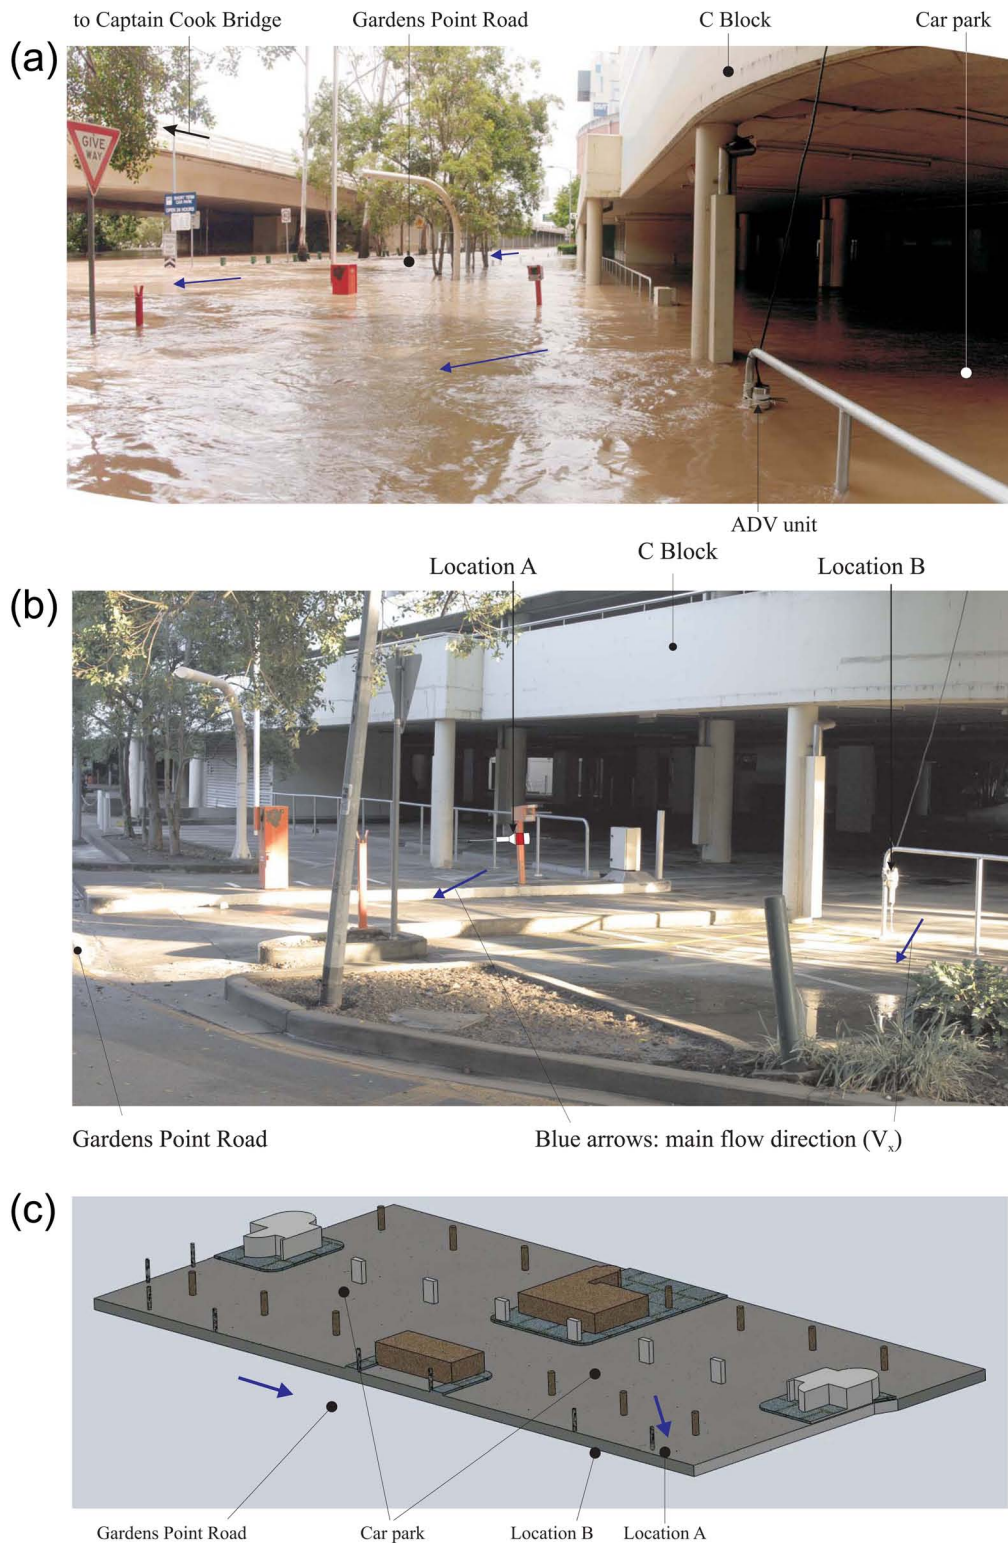 to Captain Cook Bridge
Gardens Point Road
C Block
Car park
(a)
GIVE
WAY
ADV unit
C Block
Location A
Location B
(b)
Gardens Point Road
Blue arrows: main flow direction (Vx)
(c)
Gardens Point Road
Car park
Location B
Location A